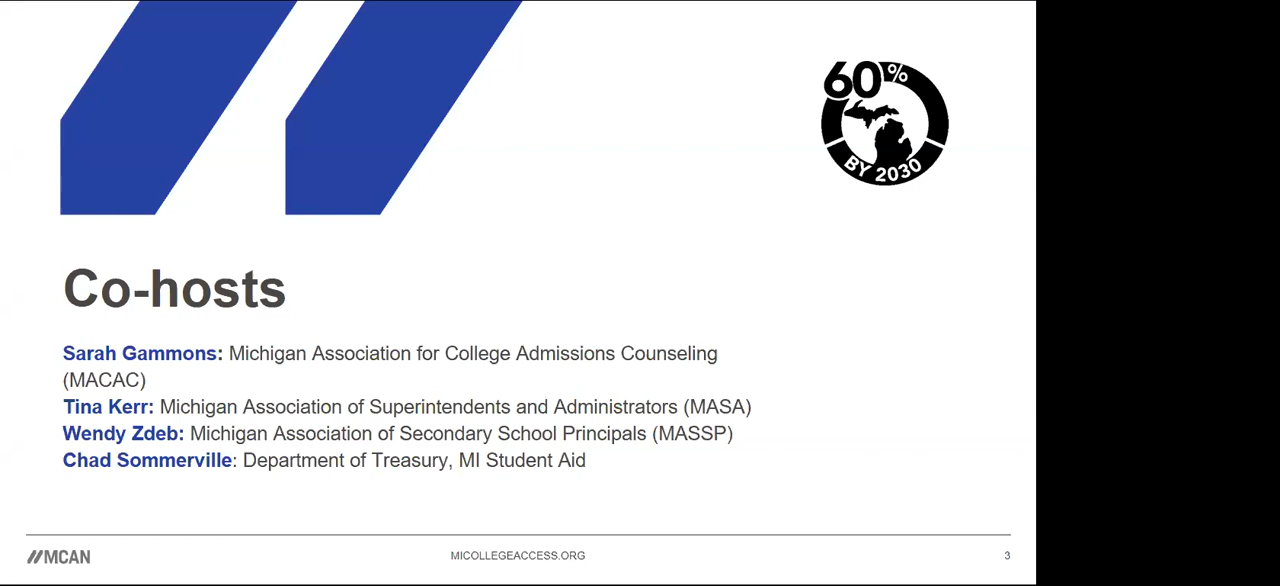 60%
BY 2030
Co-hosts
Sarah Gammons: Michigan Association for College Admissions Counseling
(MACAC)
Tina Kerr: Michigan Association of Superintendents and Administrators (MASA)
Wendy Zdeb: Michigan Association of Secondary School Principals (MASSP)
Chad Sommerville: Department of Treasury, MI Student Aid
//MCAN
MICOLLEGEACCESS.ORG
3